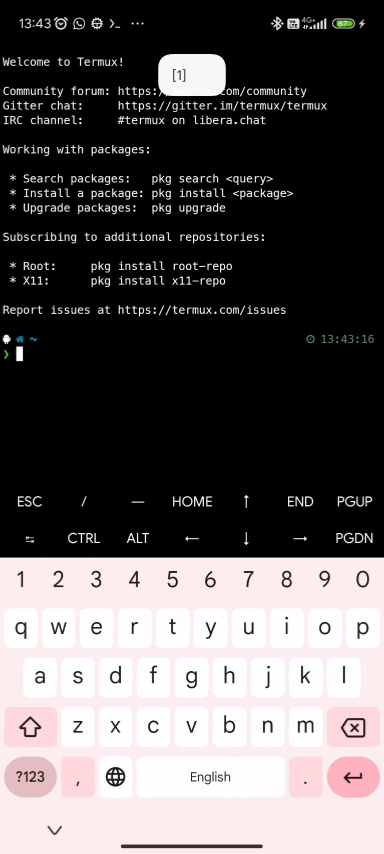 13:43
4G+
87
Welcome to Termux!
[1]
Community forum: https://termux.com/community
Gitter chat: https://gitter.im/termux/termux
IRC channel: #termux on libera.chat
Working with packages:
* Search packages: pkg search <query>
* Install a package: pkg install <package>
* Upgrade packages: pkg upgrade
Subscribing to additional repositories:
* Root: pkg install root-repo
* X11: pkg install x11-repo
Report issues at https://termux.com/issues
~ 13:43:16
❯
ESC / — HOME ↑ END PGUP
⇆ CTRL ALT ← ↓ → PGDN
1 2 3 4 5 6 7 8 9 0
q w e r t y u i o p
a s d f g h j k l
z x c v b n m
?123 , English .